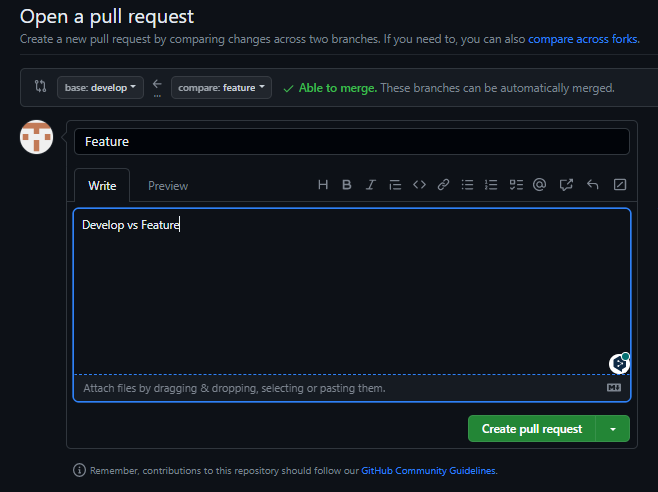 Open a pull request
Create a new pull request by comparing changes across two branches. If you need to, you can also compare across forks.
base: develop ← compare: feature ✓ Able to merge. These branches can be automatically merged.
...
Feature
Write Preview
Develop vs Feature
Attach files by dragging & dropping, selecting or pasting them.
Create pull request
Remember, contributions to this repository should follow our GitHub Community Guidelines.